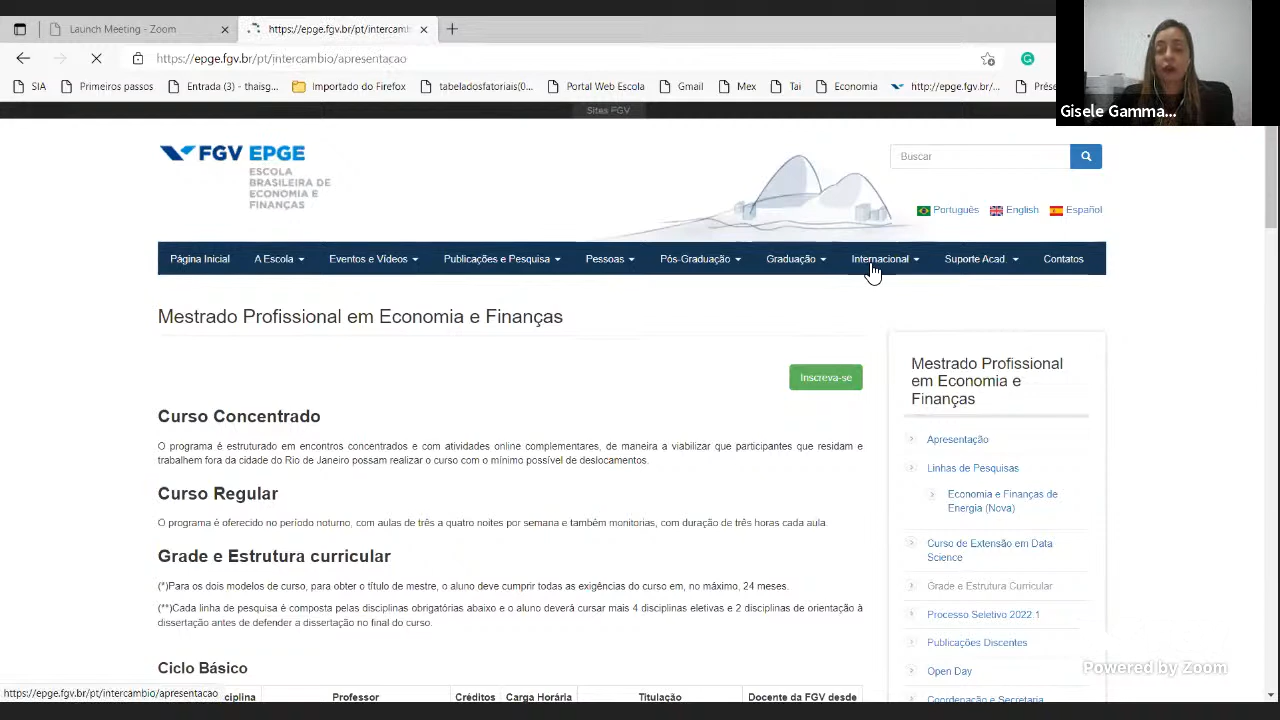 Launch Meeting - Zoom
https://epge.fgv.br/pt/intercamb
https://epge.fgv.br/pt/intercambio/apresentacao
SIA
Primeiros passos
Entrada (3) - thaisg...
Importado do Firefox
tabeladosfatoriais(0...
Portal Web Escola
Gmail
Mex
Tai
Economia
http://epge.fgv.br/...
Prése
Gisele Gamma...
Sites FGV
FGV EPGE
ESCOLA
BRASILEIRA DE
ECONOMIA E
FINANÇAS
Buscar
Português
English
Español
Página Inicial
A Escola
Eventos e Vídeos
Publicações e Pesquisa
Pessoas
Pós-Graduação
Graduação
Internacional
Suporte Acad
Contatos
Mestrado Profissional em Economia e Finanças
Inscreva-se
Curso Concentrado
O programa é estruturado em encontros concentrados e com atividades online complementares, de maneira a viabilizar que participantes que residam e
trabalhem fora da cidade do Rio de Janeiro possam realizar o curso com o mínimo possível de deslocamentos.
Curso Regular
O programa é oferecido no período noturno, com aulas de três a quatro noites por semana e também monitorias, com duração de três horas cada aula.
Grade e Estrutura curricular
(*)Para os dois modelos de curso, para obter o título de mestre, o aluno deve cumprir todas as exigências do curso em, no máximo, 24 meses.
(**)Cada linha de pesquisa é composta pelas disciplinas obrigatórias abaixo e o aluno deverá cursar mais 4 disciplinas eletivas e 2 disciplinas de orientação à
dissertação antes de defender a dissertação no final do curso.
Ciclo Básico
ciplina
Professor
Créditos
Carga Horária
Titulação
Docente da FGV desde
Mestrado Profissional
em Economia e
Finanças
Apresentação
Linhas de Pesquisas
Economia e Finanças de
Energia (Nova)
Curso de Extensão em Data
Science
Grade e Estrutura Curricular
Processo Seletivo 2022.1
Publicações Discentes
Open Day
Coordenação e Secretaria
Powered by Zoom
https://epge.fgv.br/pt/intercambio/apresentacao